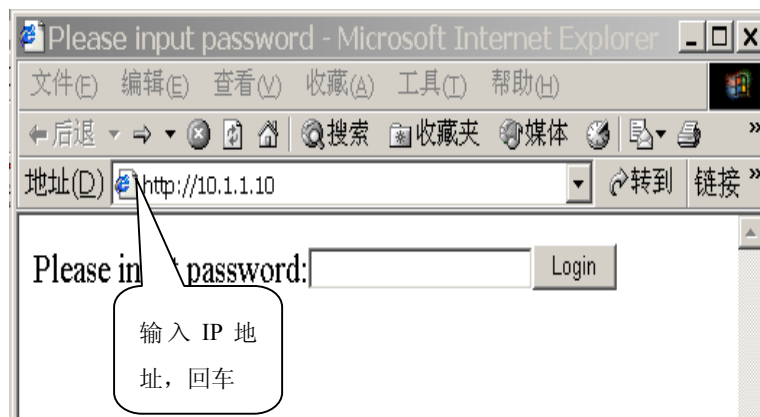 Please input password - Microsoft Internet Explorer
文件(F) 编辑(E) 查看(V) 收藏(A) 工具(T) 帮助(H)
后退 搜索 收藏夹 媒体 »
地址(D) http://10.1.1.10 转到 链接 »
Please input password: Login
输入 IP 地
址，回车